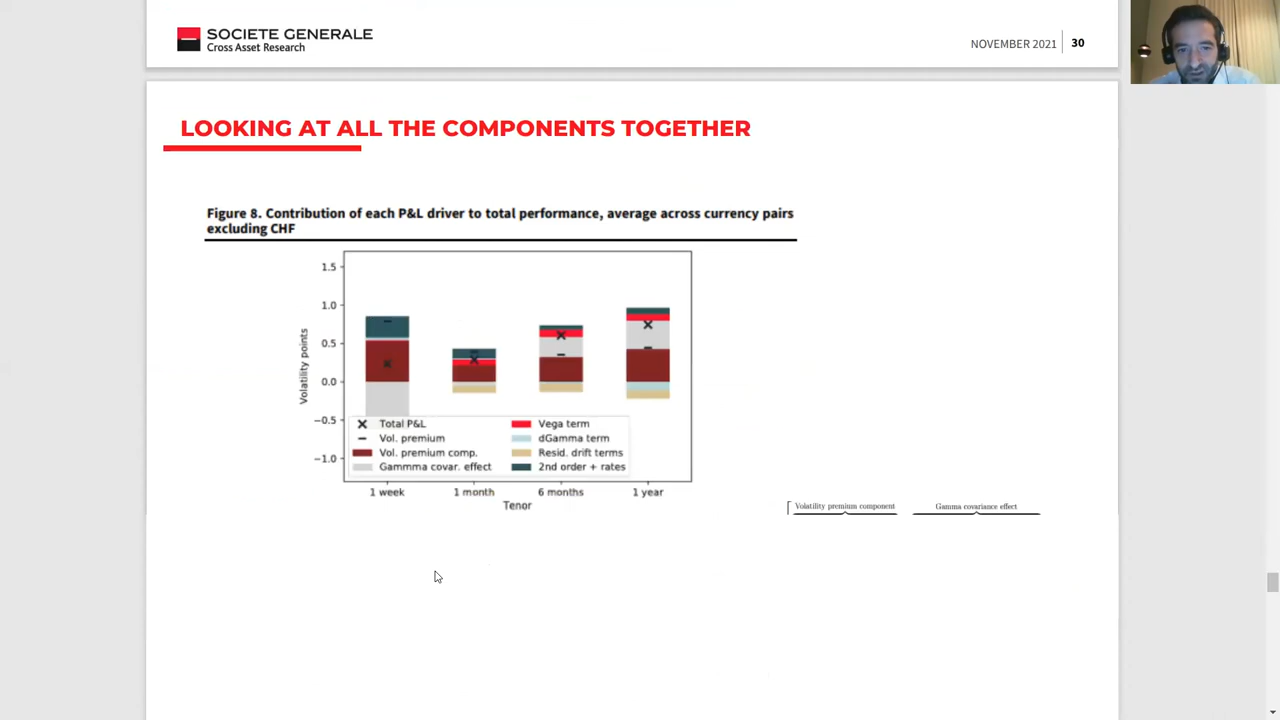 SOCIETE GENERALE
Cross Asset Research
NOVEMBER 2021 30
LOOKING AT ALL THE COMPONENTS TOGETHER
Figure 8. Contribution of each P&L driver to total performance, average across currency pairs
excluding CHF
1.5
1.0
0.5
0.0
−0.5
−1.0
Volatility points
Total P&L
Vol. premium
Vol. premium comp.
Gammma covar. effect
Vega term
dGamma term
Resid. drift terms
2nd order + rates
1 week 1 month 6 months 1 year
Tenor
Volatility premium component Gamma covariance effect